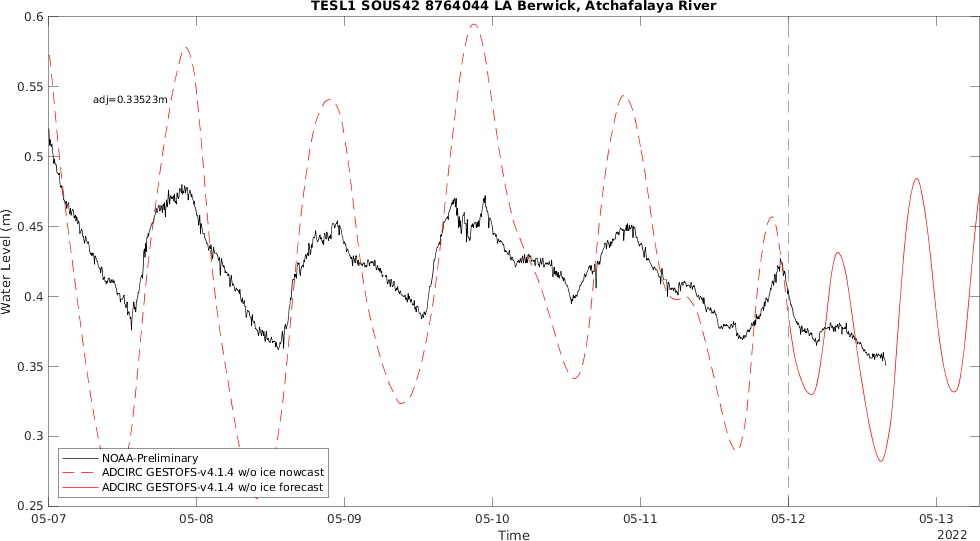 TESL1 SOUS42 8764044 LA Berwick, Atchafalaya River
0.6
0.55
adj=0.33523m
0.5
0.45
Water Level (m)
0.4
0.35
0.3
NOAA-Preliminary
ADCIRC GESTOFS-v4.1.4 w/o ice nowcast
ADCIRC GESTOFS-v4.1.4 w/o ice forecast
0.25
05-07 05-08 05-09 05-10 05-11 05-12 05-13
Time
2022